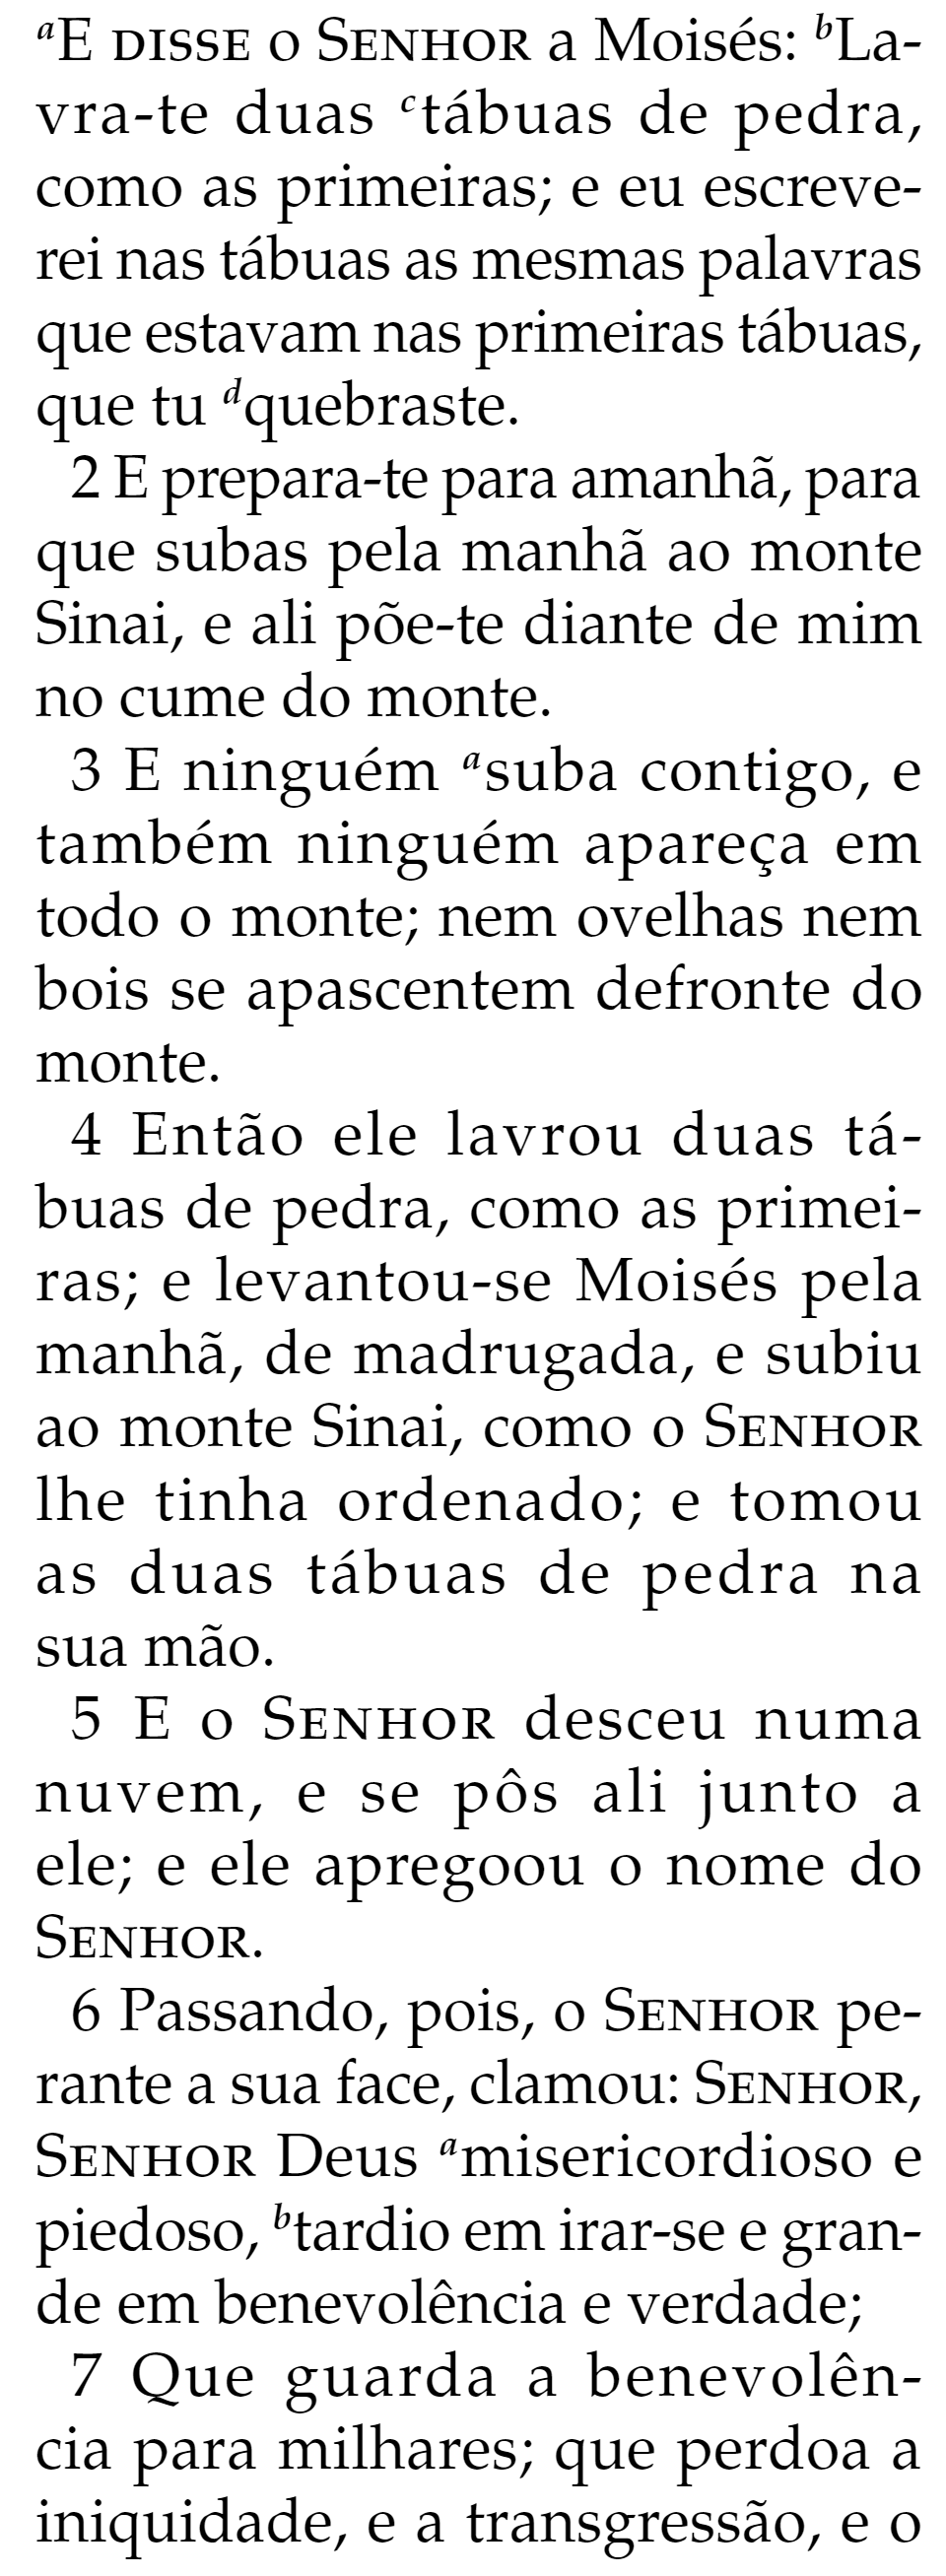 aE DISSE o SENHOR a Moisés: bLa-
vra-te duas ctábuas de pedra,
como as primeiras; e eu escreve-
rei nas tábuas as mesmas palavras
que estavam nas primeiras tábuas,
que tu dquebraste.
2 E prepara-te para amanhã, para
que subas pela manhã ao monte
Sinai, e ali põe-te diante de mim
no cume do monte.
3 E ninguém asuba contigo, e
também ninguém apareça em
todo o monte; nem ovelhas nem
bois se apascentem defronte do
monte.
4 Então ele lavrou duas tá-
buas de pedra, como as primei-
ras; e levantou-se Moisés pela
manhã, de madrugada, e subiu
ao monte Sinai, como o SENHOR
lhe tinha ordenado; e tomou
as duas tábuas de pedra na
sua mão.
5 E o SENHOR desceu numa
nuvem, e se pôs ali junto a
ele; e ele apregoou o nome do
SENHOR.
6 Passando, pois, o SENHOR pe-
rante a sua face, clamou: SENHOR,
SENHOR Deus amisericordioso e
piedoso, btardio em irar-se e gran-
de em benevolência e verdade;
7 Que guarda a benevolên-
cia para milhares; que perdoa a
iniquidade, e a transgressão, e o